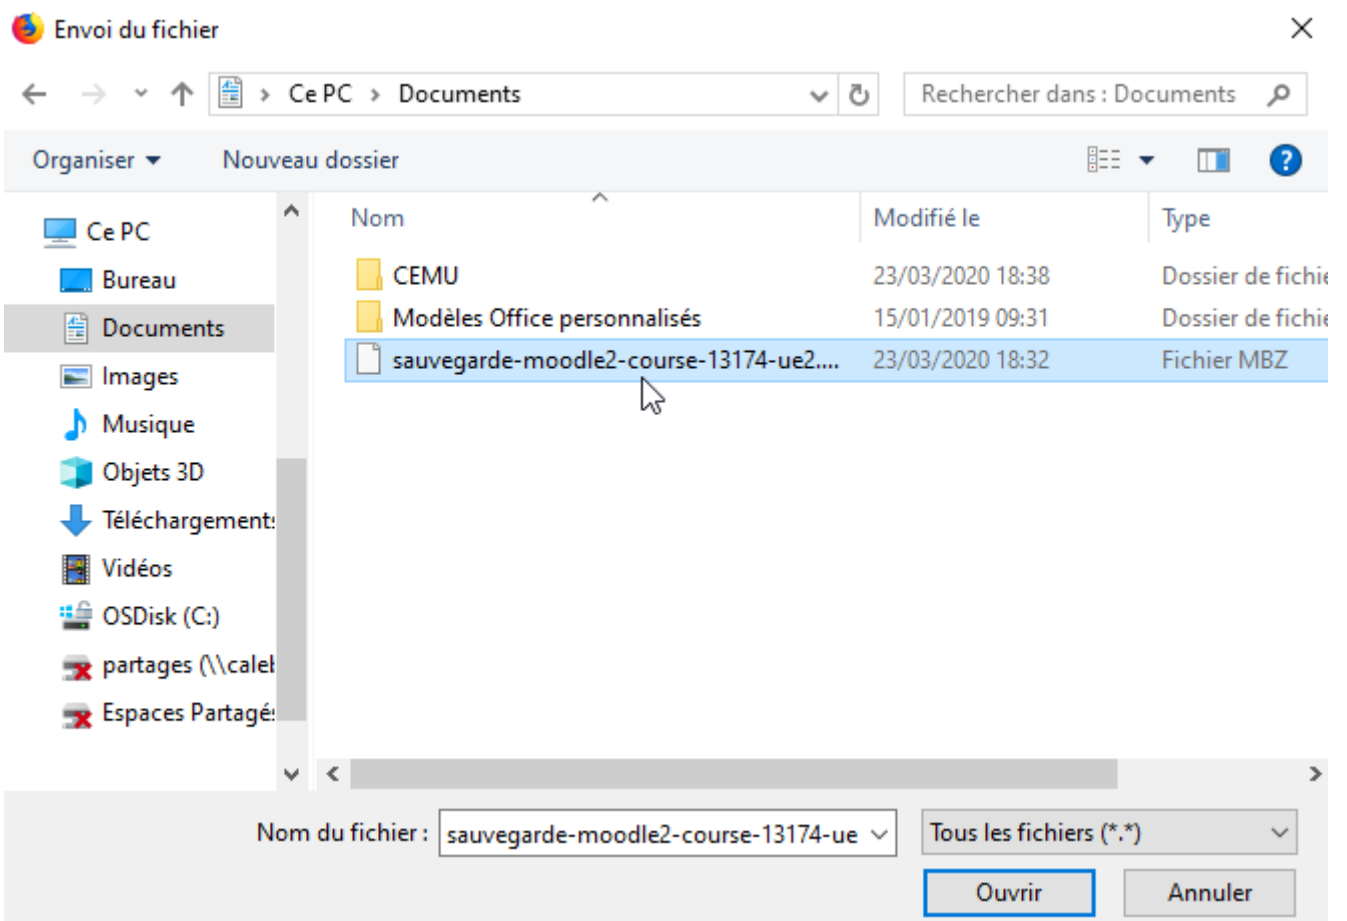 Envoi du fichier
Ce PC > Documents
Rechercher dans : Documents
Organiser
Nouveau dossier
?
Ce PC
Bureau
Documents
Images
Musique
Objets 3D
Téléchargements
Vidéos
OSDisk (C:)
partages (\\caleb
Espaces Partagés
Nom Modifié le Type
CEMU 23/03/2020 18:38 Dossier de fichie
Modèles Office personnalisés 15/01/2019 09:31 Dossier de fichie
sauvegarde-moodle2-course-13174-ue2.... 23/03/2020 18:32 Fichier MBZ
Nom du fichier : sauvegarde-moodle2-course-13174-ue
Tous les fichiers (*.*)
Ouvrir Annuler